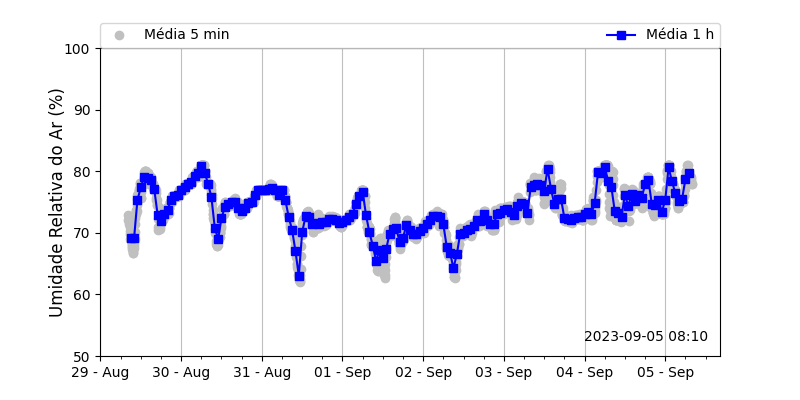 Média 5 min
Média 1 h
Umidade Relativa do Ar (%)
100
90
80
70
60
50
2023-09-05 08:10
29 - Aug
30 - Aug
31 - Aug
01 - Sep
02 - Sep
03 - Sep
04 - Sep
05 - Sep